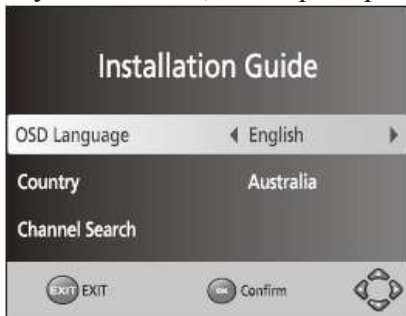 Installation Guide
OSD Language English
Country Australia
Channel Search
EXIT EXIT OK Confirm